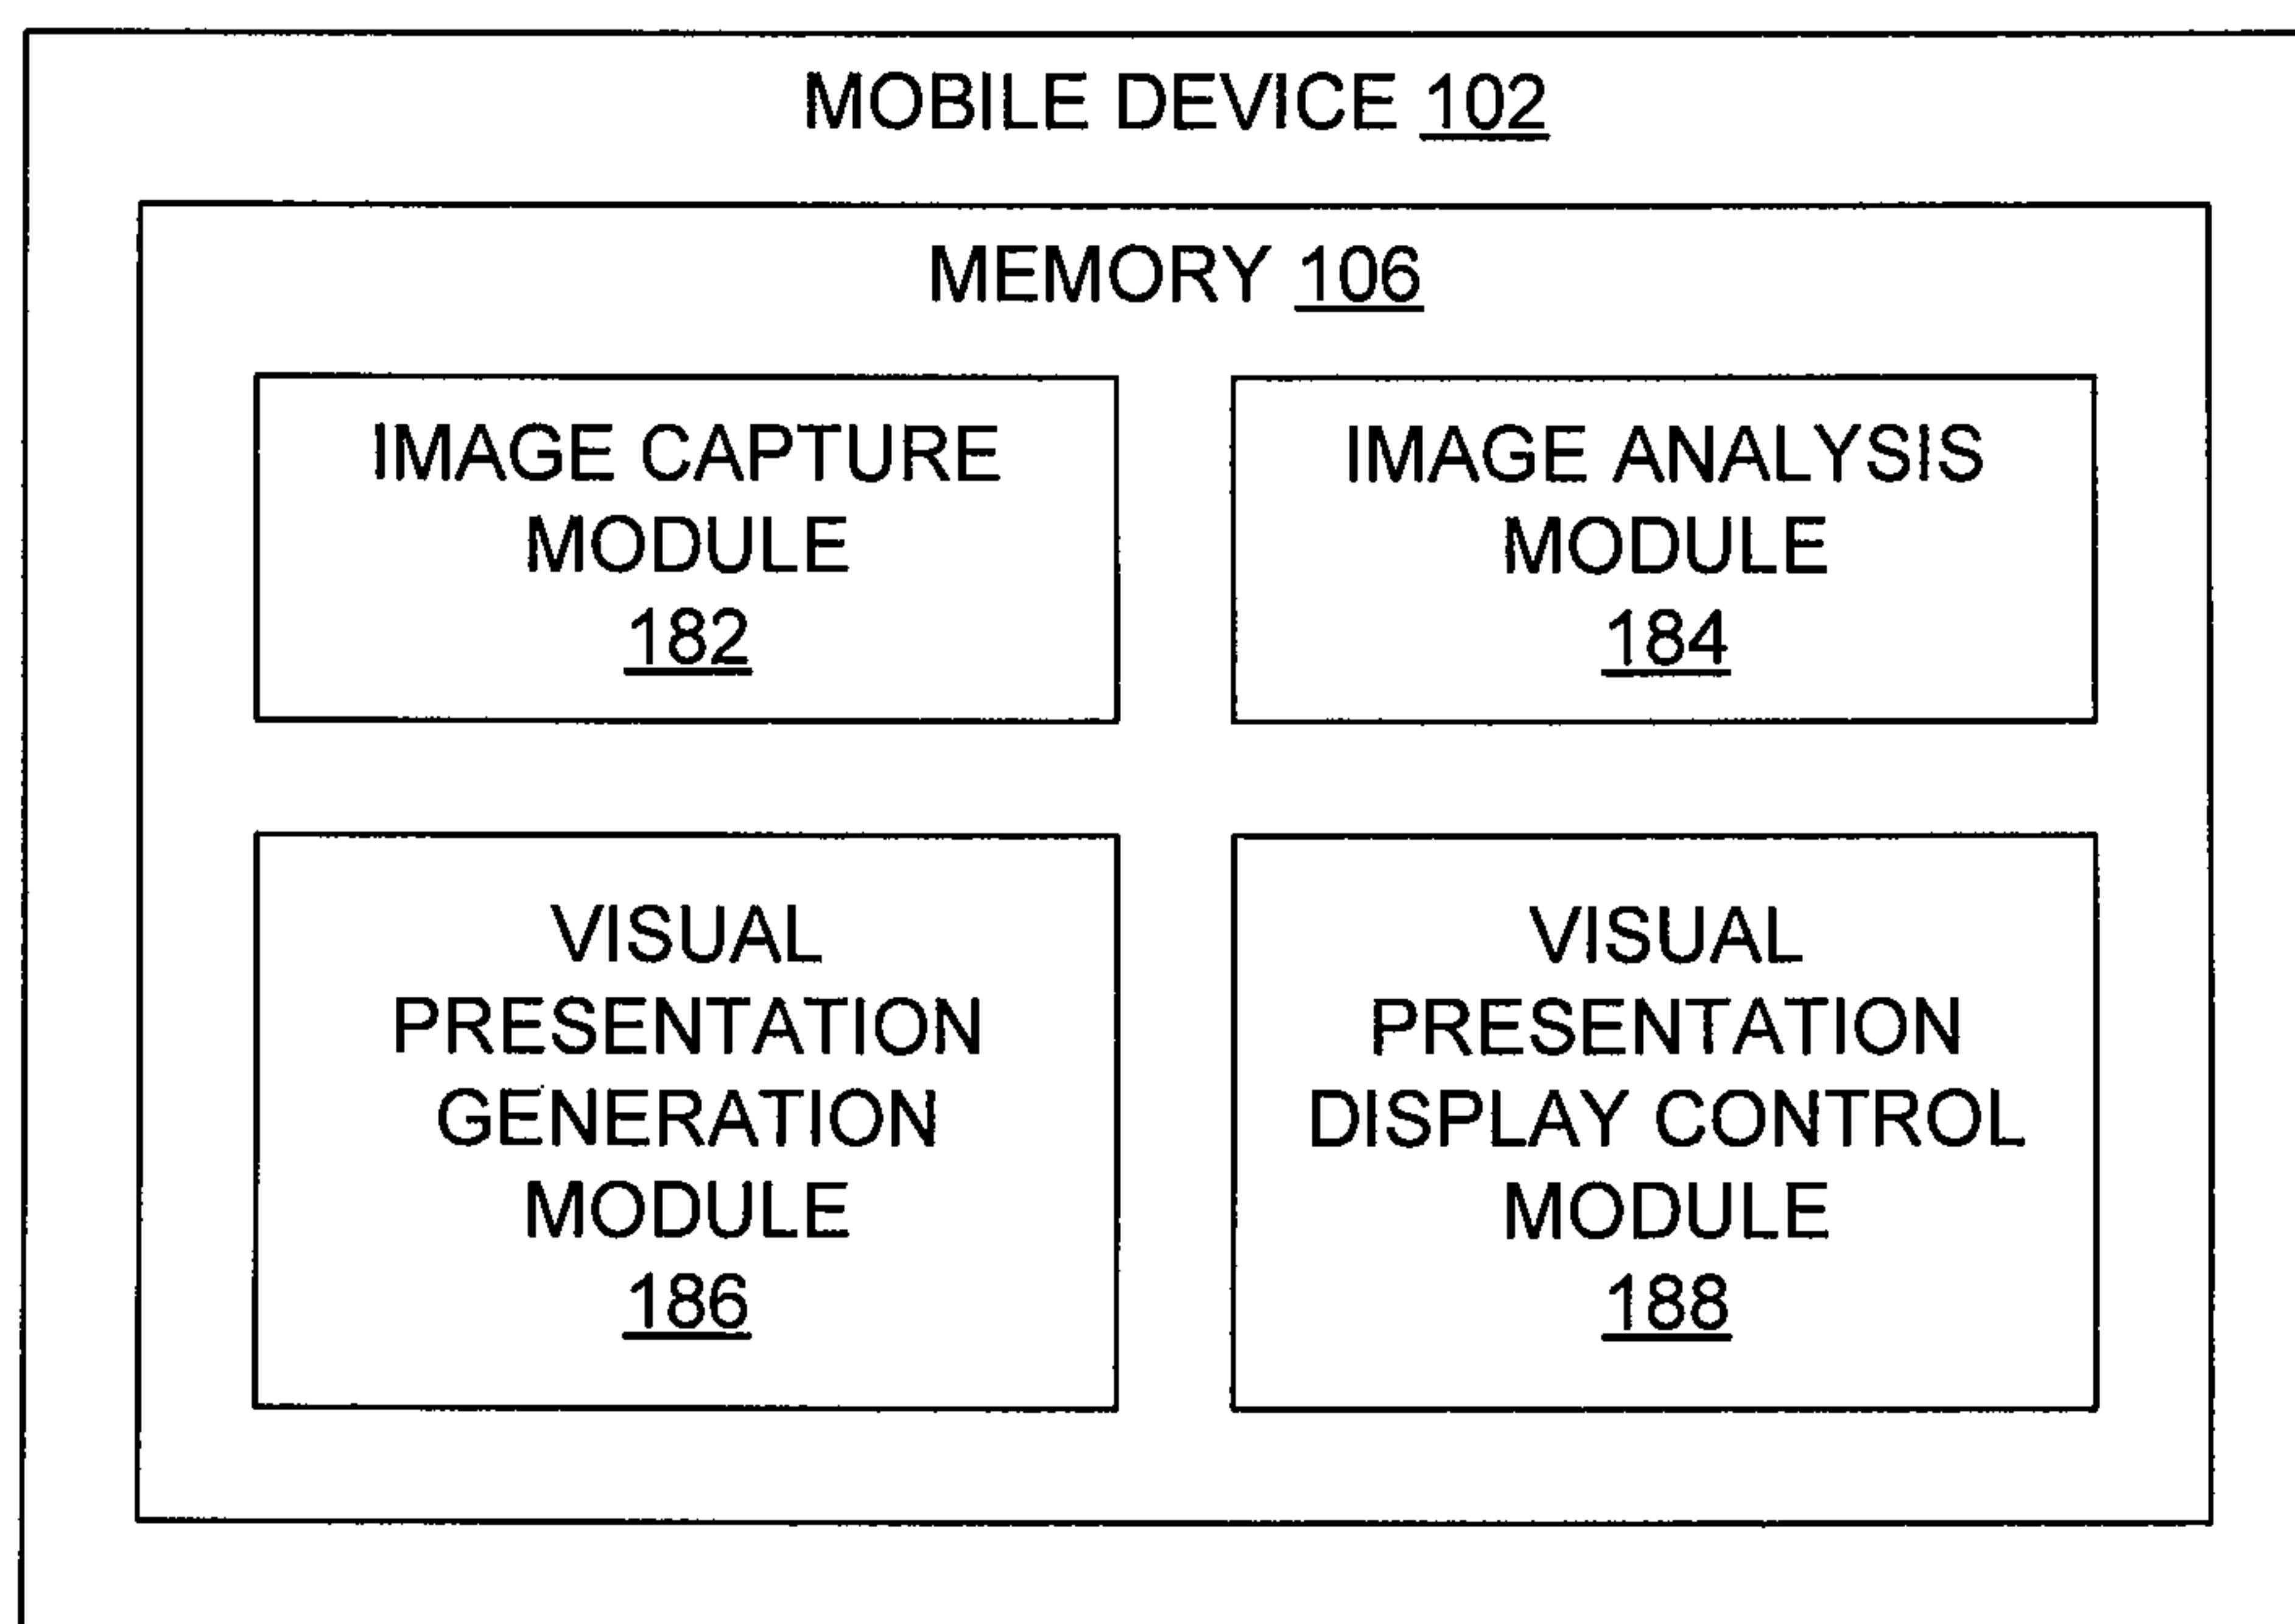 MOBILE DEVICE 102
MEMORY 106
IMAGE CAPTURE
MODULE
182
IMAGE ANALYSIS
MODULE
184
VISUAL
PRESENTATION
GENERATION
MODULE
186
VISUAL
PRESENTATION
DISPLAY CONTROL
MODULE
188